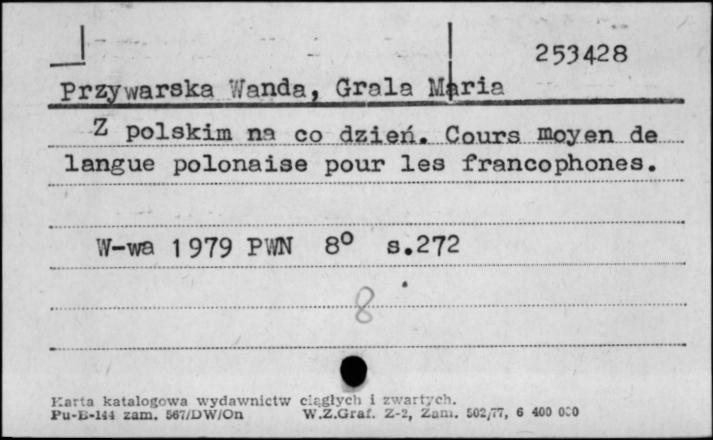 253428
Przywarska Wanda, Grala Maria
Z polskim na co dzień. Cours moyen de
langue polonaise pour les francophones.
W-wa 1979 PWN 8° s.272
8
Karta katalogowa wydawnictw ciągłych i zwartych.
Pu-B-144 zam. 567/DW/On W.Z.Graf. Z-2, Zam. 502/77, 6 400 000